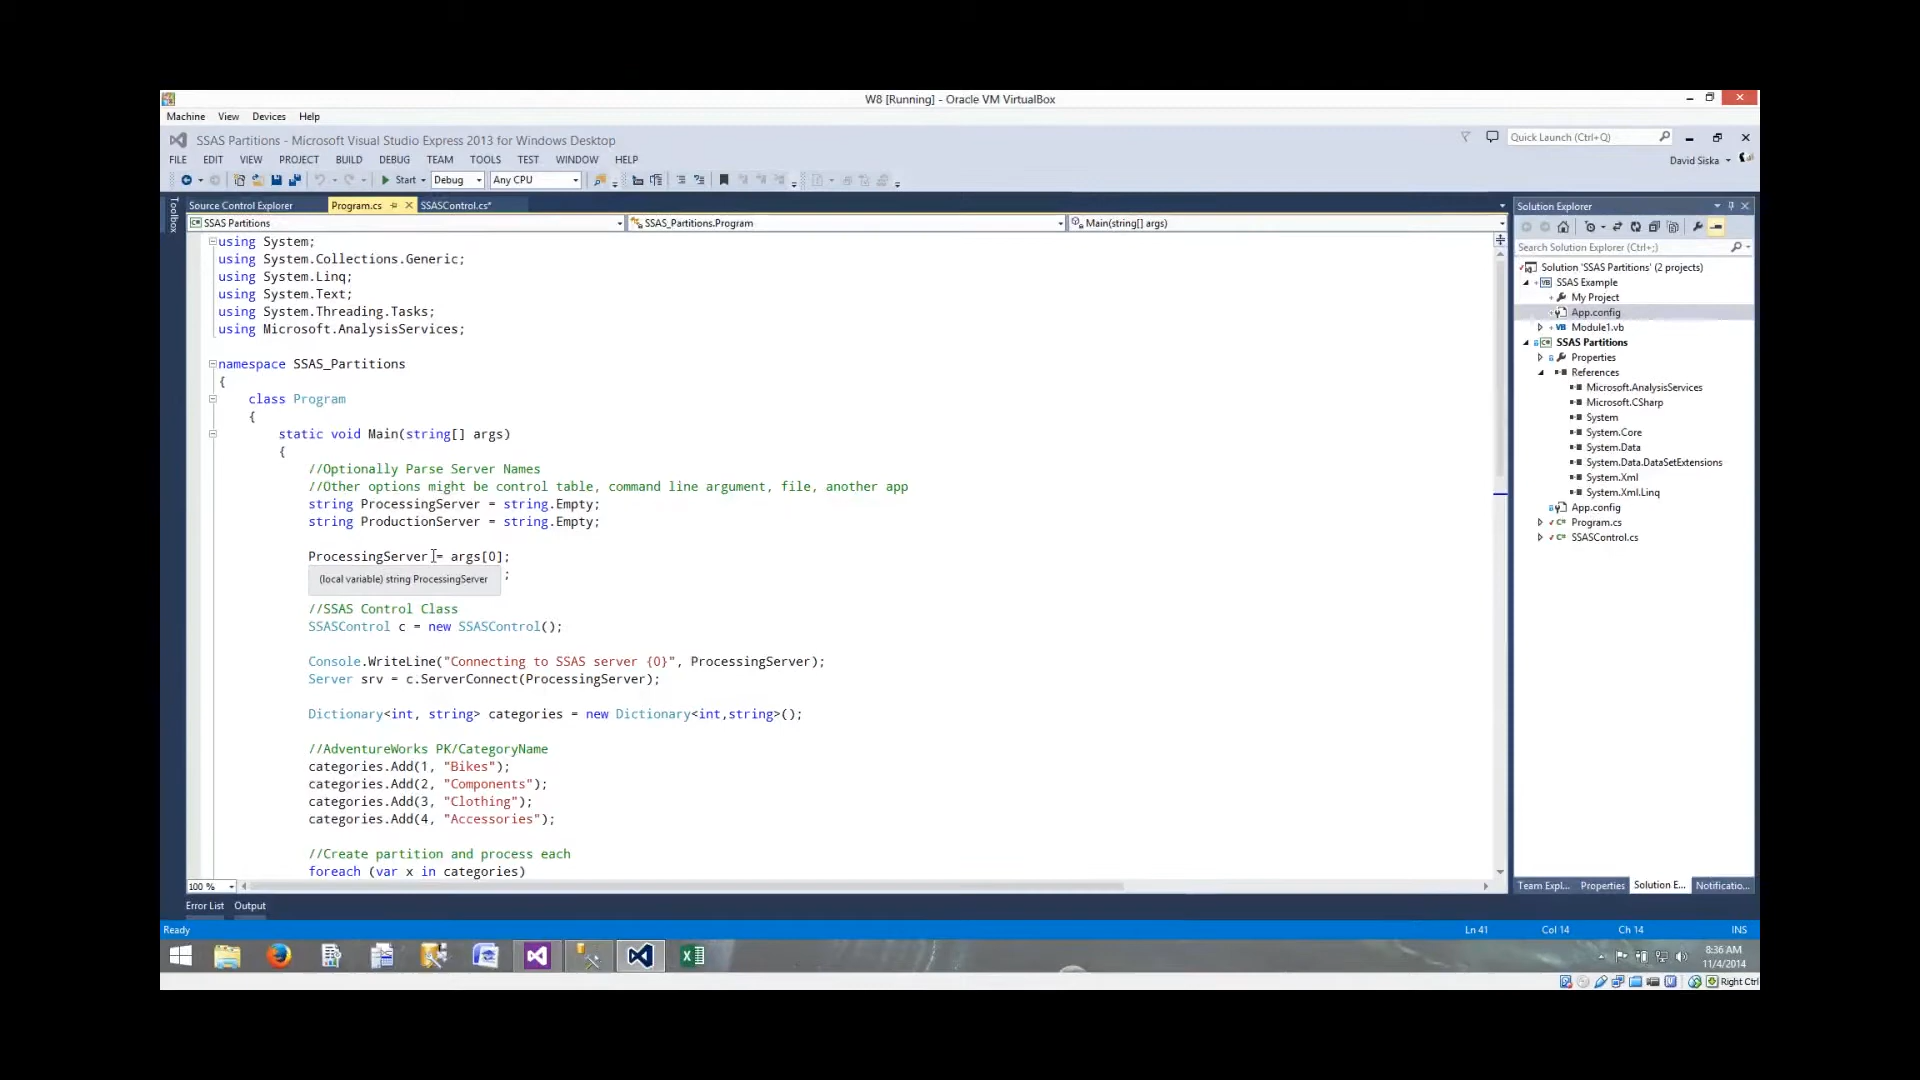 W8 [Running] - Oracle VM VirtualBox
Machine View Devices Help
SSAS Partitions - Microsoft Visual Studio Express 2013 for Windows Desktop
Quick Launch (Ctrl+Q)
FILE EDIT VIEW PROJECT BUILD DEBUG TEAM TOOLS TEST WINDOW HELP
David Siska
Start Debug Any CPU
Toolbox
Source Control Explorer Program.cs SSASControl.cs*
SSAS Partitions SSAS_Partitions.Program Main(string[] args)
using System;
using System.Collections.Generic;
using System.Linq;
using System.Text;
using System.Threading.Tasks;
using Microsoft.AnalysisServices;
namespace SSAS_Partitions
{
class Program
{
static void Main(string[] args)
{
//Optionally Parse Server Names
//Other options might be control table, command line argument, file, another app
string ProcessingServer = string.Empty;
string ProductionServer = string.Empty;
ProcessingServer = args[0];
(local variable) string ProcessingServer ;
//SSAS Control Class
SSASControl c = new SSASControl();
Console.WriteLine("Connecting to SSAS server {0}", ProcessingServer);
Server srv = c.ServerConnect(ProcessingServer);
Dictionary<int, string> categories = new Dictionary<int,string>();
//AdventureWorks PK/CategoryName
categories.Add(1, "Bikes");
categories.Add(2, "Components");
categories.Add(3, "Clothing");
categories.Add(4, "Accessories");
//Create partition and process each
foreach (var x in categories)
100 %
Solution Explorer
Search Solution Explorer (Ctrl+;)
Solution 'SSAS Partitions' (2 projects)
SSAS Example
My Project
App.config
Module1.vb
SSAS Partitions
Properties
References
Microsoft.AnalysisServices
Microsoft.CSharp
System
System.Core
System.Data
System.Data.DataSetExtensions
System.Xml
System.Xml.Linq
App.config
Program.cs
SSASControl.cs
Team Expl... Properties Solution E... Notificatio...
Error List Output
Ready Ln 41 Col 14 Ch 14 INS
8:36 AM
11/4/2014
Right Ctrl